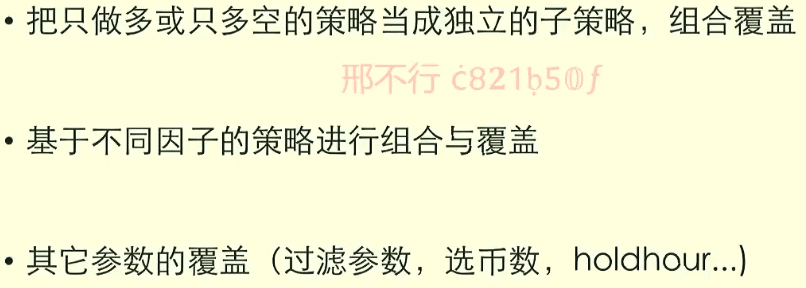 • 把只做多或只多空的策略当成独立的子策略，组合覆盖
邢不行 ċ821ḅ5𝟘ƒ
• 基于不同因子的策略进行组合与覆盖
• 其它参数的覆盖（过滤参数，选币数，holdhour...）